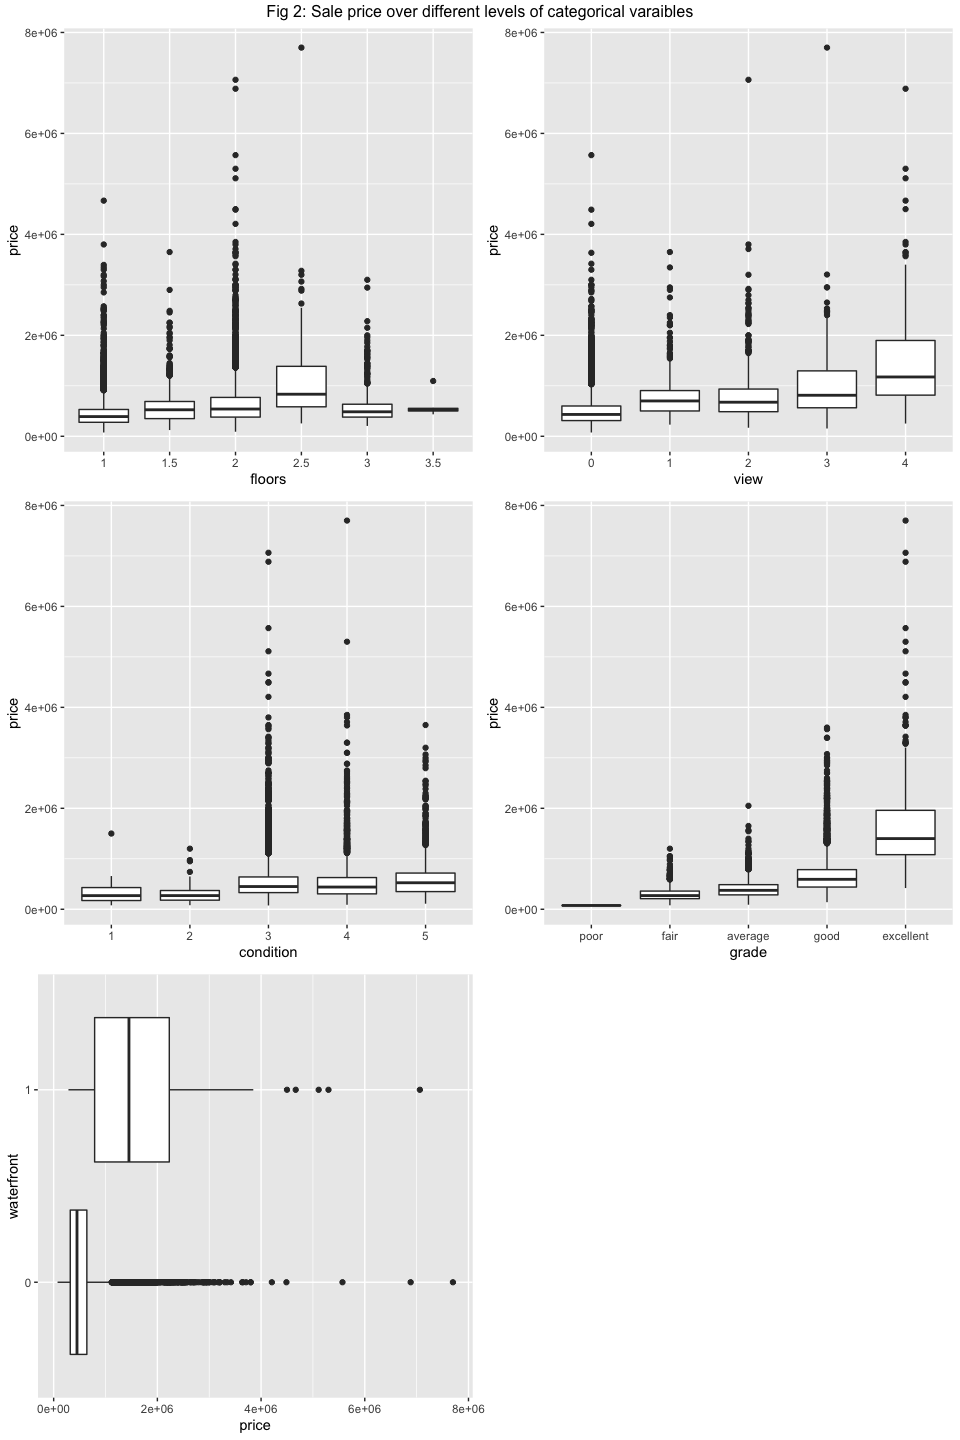 Fig 2: Sale price over different levels of categorical varaibles
8e+06
6e+06
4e+06
2e+06
0e+00
price
1 1.5 2 2.5 3 3.5
floors
8e+06
6e+06
4e+06
2e+06
0e+00
price
0 1 2 3 4
view
8e+06
6e+06
4e+06
2e+06
0e+00
price
1 2 3 4 5
condition
8e+06
6e+06
4e+06
2e+06
0e+00
price
poor fair average good excellent
grade
1
0
waterfront
0e+00 2e+06 4e+06 6e+06 8e+06
price